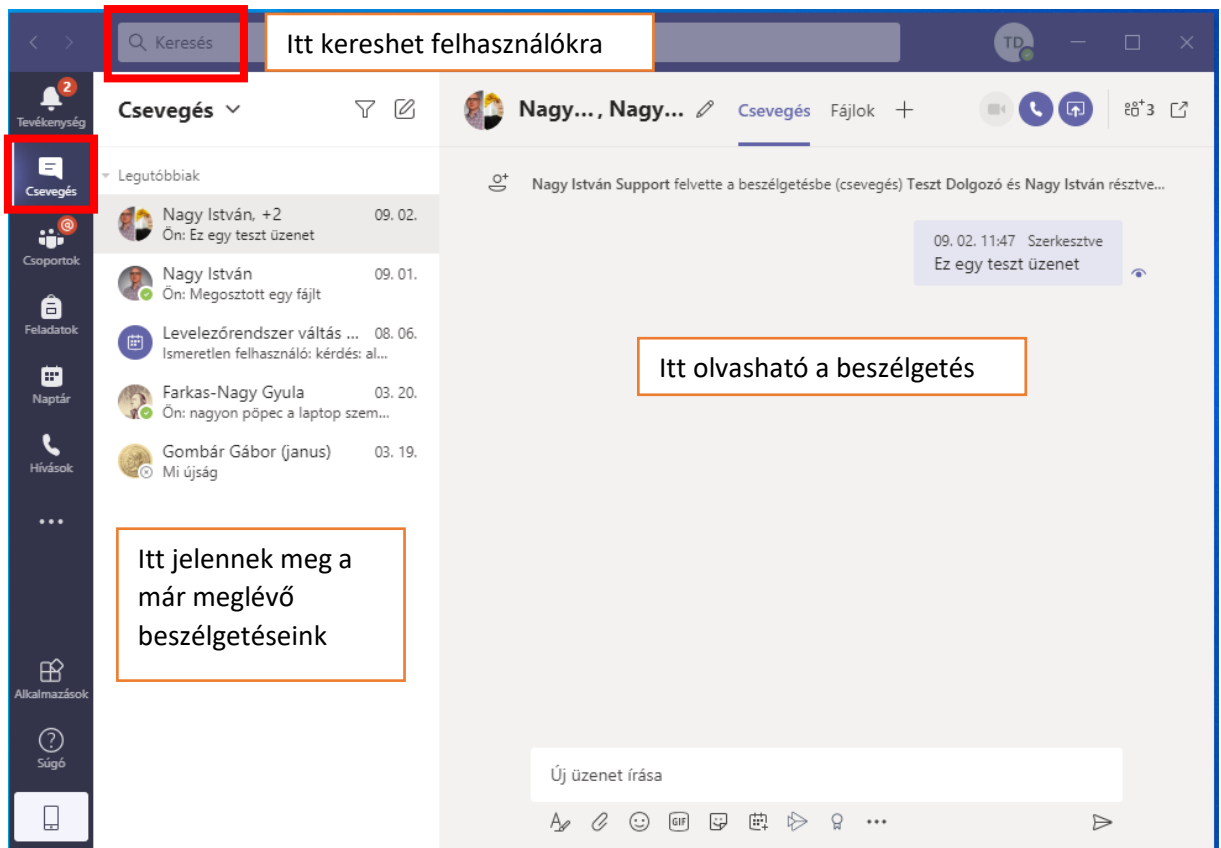 Keresés
Itt kereshet felhasználókra
TD
2
Tevékenység
Csevegés
@
Csoportok
Feladatok
Naptár
Hívások
Alkalmazások
Súgó
Csevegés
Legutóbbiak
Nagy István, +2 09. 02.
Ön: Ez egy teszt üzenet
Nagy István 09. 01.
Ön: Megosztott egy fájlt
Levelezőrendszer váltás ... 08. 06.
Ismeretlen felhasználó: kérdés: al...
Farkas-Nagy Gyula 03. 20.
Ön: nagyon pöpec a laptop szem...
Gombár Gábor (janus) 03. 19.
Mi újság
Itt jelennek meg a
már meglévő
beszélgetéseink
Nagy..., Nagy... Csevegés Fájlok 3
Nagy István Support felvette a beszélgetésbe (csevegés) Teszt Dolgozó és Nagy István résztve...
09. 02. 11:47 Szerkesztve
Ez egy teszt üzenet
Itt olvasható a beszélgetés
Új üzenet írása
GIF